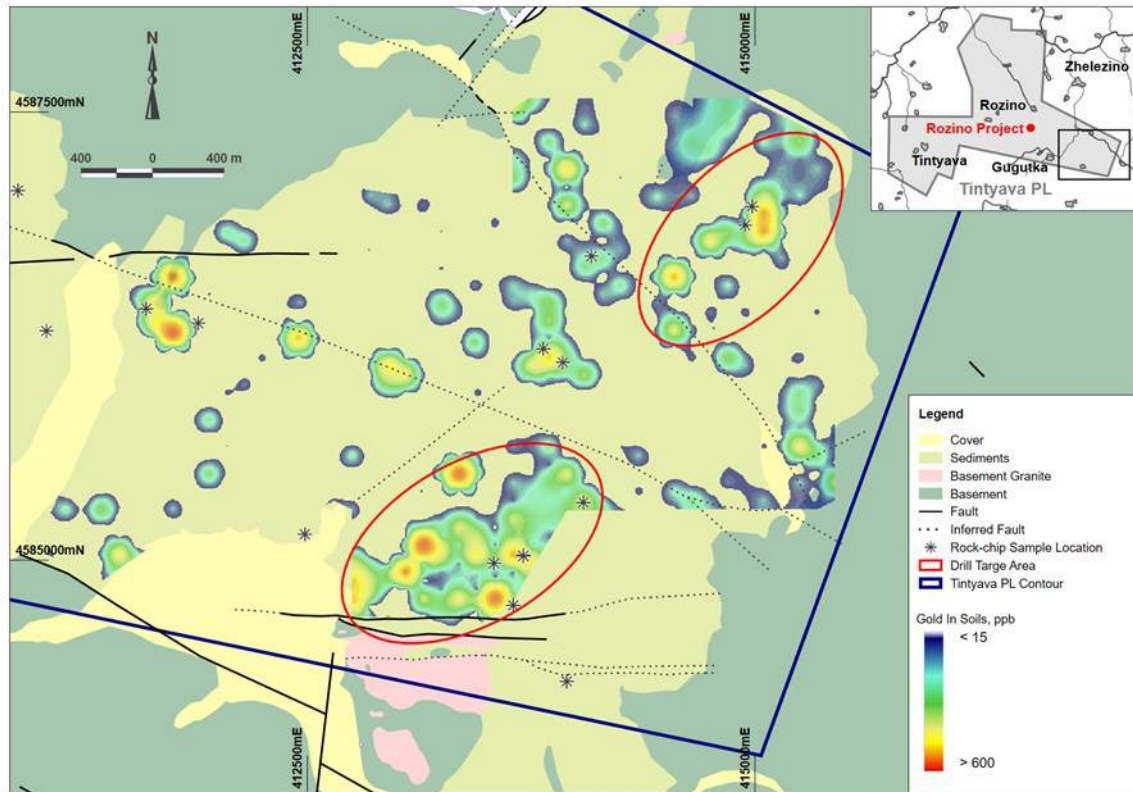 412500mE
415000mE
N
4587500mN
400 0 400 m
Zhelezino
Rozino
Rozino Project
Tintyava
Gugutka
Tintyava PL
4585000mN
412500mE
415000mE
Legend
Cover
Sediments
Basement Granite
Basement
Fault
Inferred Fault
Rock-chip Sample Location
Drill Targe Area
Tintyava PL Contour
Gold In Soils, ppb
< 15
> 600